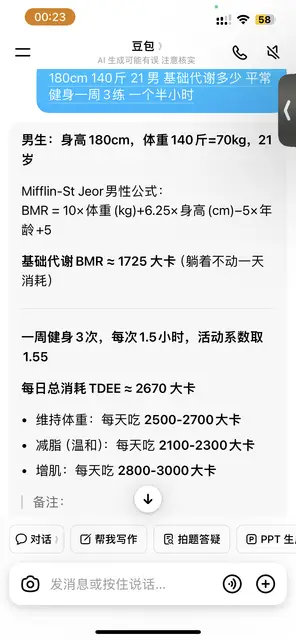 00:23
58
豆包 〉
AI 生成可能有误 注意核实
180cm 140斤 21 男 基础代谢多少 平常
健身一周3练 一个半小时
男生：身高180cm，体重140斤=70kg，21
岁
Mifflin-St Jeor男性公式：
BMR = 10×体重(kg)+6.25×身高(cm)−5×年
龄+5
基础代谢BMR ≈ 1725 大卡（躺着不动一天
消耗）
一周健身3次，每次1.5小时，活动系数取
1.55
每日总消耗 TDEE ≈ 2670 大卡
• 维持体重：每天吃 2500-2700大卡
• 减脂（温和）：每天吃 2100-2300大卡
• 增肌：每天吃 2800-3000大卡
备注：
对话 〉
帮我写作
拍题答疑
PPT 生
发消息或按住说话...